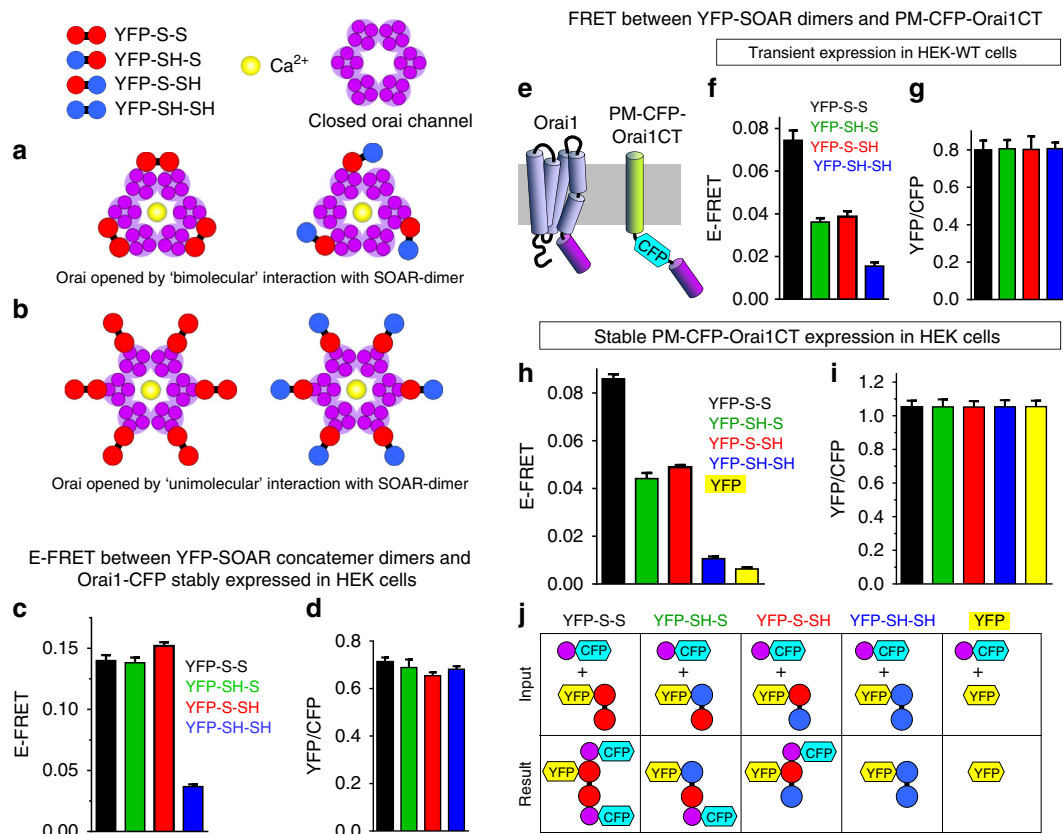 YFP-S-S
YFP-SH-S
YFP-S-SH
YFP-SH-SH
Ca2+
Closed orai channel
a
Orai opened by 'bimolecular' interaction with SOAR-dimer
b
Orai opened by 'unimolecular' interaction with SOAR-dimer
E-FRET between YFP-SOAR concatemer dimers and
Orai1-CFP stably expressed in HEK cells
c
E-FRET
0.15
0.10
0.05
0.00
YFP-S-S
YFP-SH-S
YFP-S-SH
YFP-SH-SH
d
YFP/CFP
0.8
0.6
0.4
0.2
0.0
FRET between YFP-SOAR dimers and PM-CFP-Orai1CT
Transient expression in HEK-WT cells
e
Orai1
PM-CFP-
Orai1CT
CFP
f
E-FRET
0.08
0.04
0.00
YFP-S-S
YFP-SH-S
YFP-S-SH
YFP-SH-SH
g
YFP/CFP
0.8
0.6
0.4
0.2
0.0
Stable PM-CFP-Orai1CT expression in HEK cells
h
E-FRET
0.08
0.06
0.04
0.02
0.00
YFP-S-S
YFP-SH-S
YFP-S-SH
YFP-SH-SH
YFP
i
YFP/CFP
1.2
1.0
0.8
0.6
0.4
0.2
0.0
j
YFP-S-S YFP-SH-S YFP-S-SH YFP-SH-SH YFP
Input
CFP CFP CFP CFP CFP
+ + + + +
YFP YFP YFP YFP YFP
Result
CFP CFP
YFP YFP YFP YFP YFP
CFP CFP